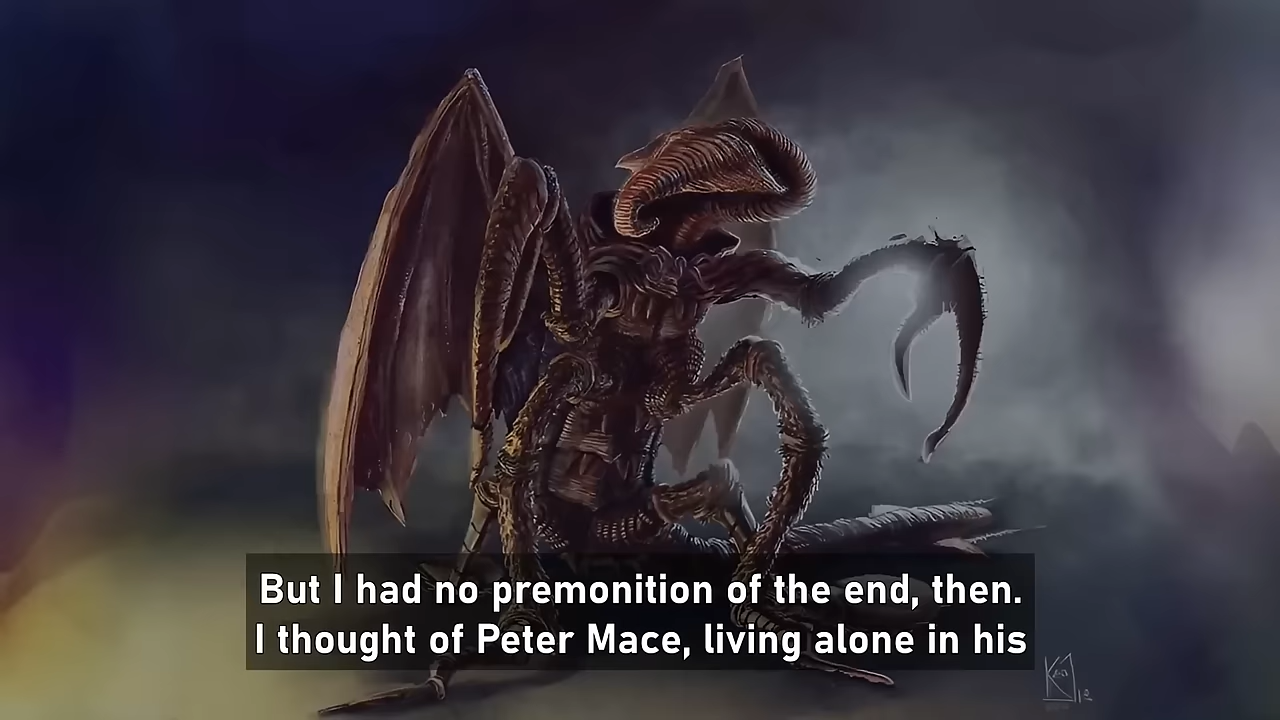 But I had no premonition of the end, then.
I thought of Peter Mace, living alone in his